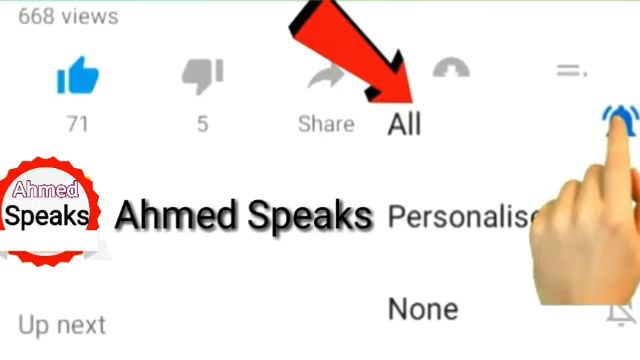 668 views
71
5
Share
All
Ahmed
Speaks
Ahmed Speaks
Personalise
None
Up next